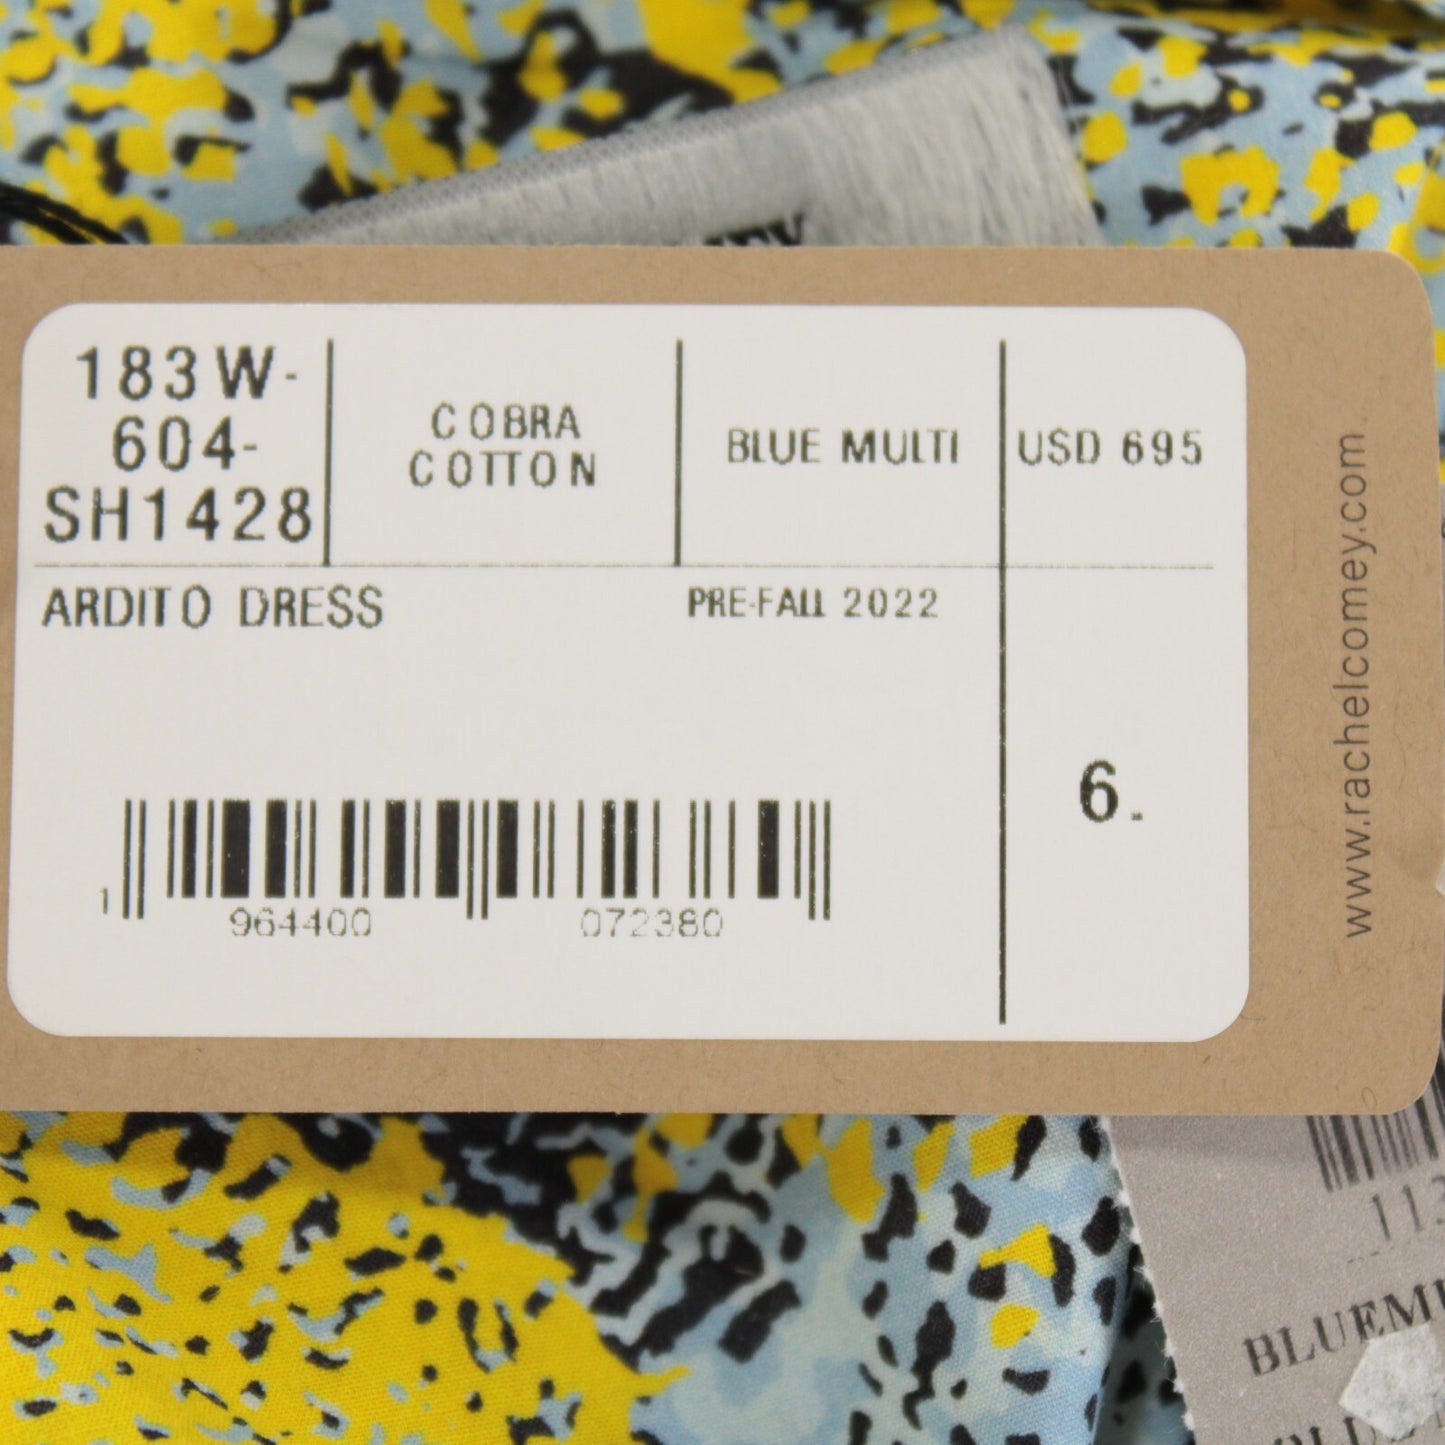 183W-
604-
SH1428
COBRA
COTTON
BLUE MULTI
USD 695
ARDITO DRESS
PRE-FALL 2022
6.
1 964400 072380
www.rachelcomey.com